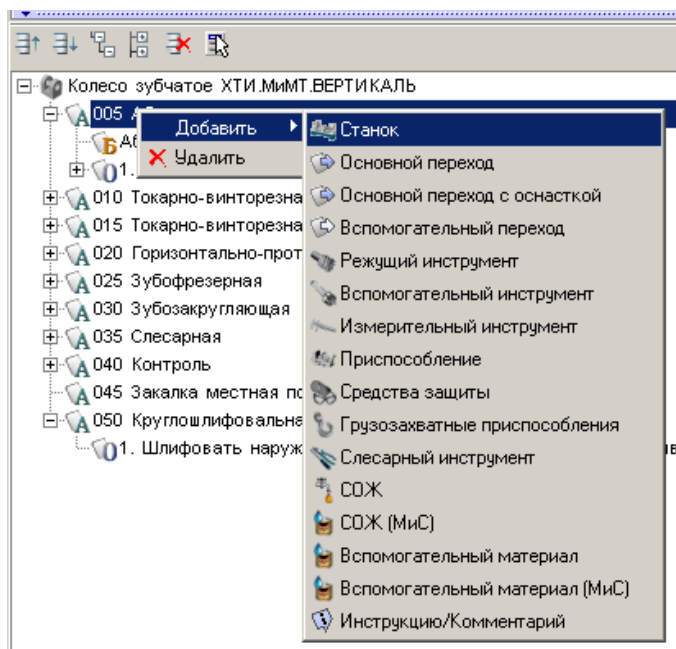 Колесо зубчатое ХТИ.МиМТ.ВЕРТИКАЛЬ
005
Добавить
Удалить
1.
010 Токарно-винторезна
015 Токарно-винторезна
020 Горизонтально-прот
025 Зубофрезерная
030 Зубозакругляющая
035 Слесарная
040 Контроль
045 Закалка местная по
050 Круглошлифовальна
1. Шлифовать наруж
Станок
Основной переход
Основной переход с оснасткой
Вспомогательный переход
Режущий инструмент
Вспомогательный инструмент
Измерительный инструмент
Приспособление
Средства защиты
Грузозахватные приспособления
Слесарный инструмент
СОЖ
СОЖ (МиС)
Вспомогательный материал
Вспомогательный материал (МиС)
Инструкцию/Комментарий